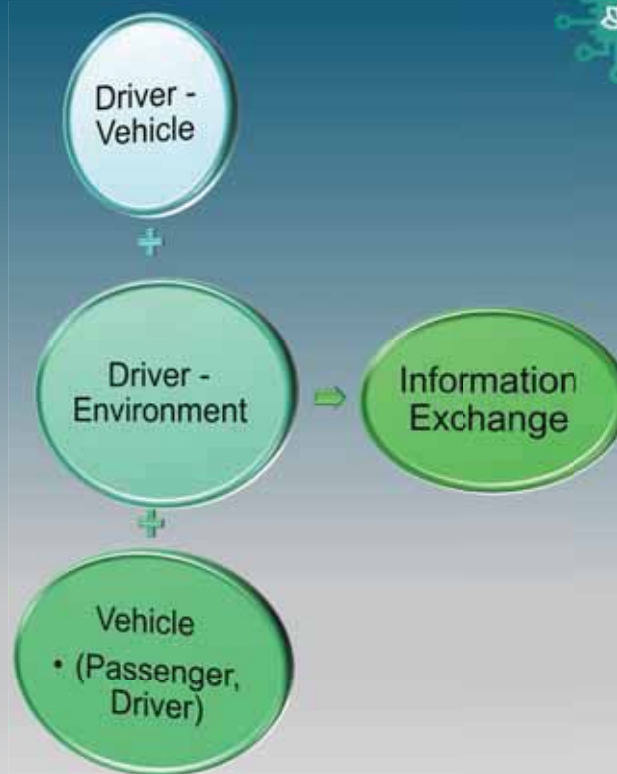 Driver -
Vehicle
+
Driver -
Environment
Information
Exchange
+
Vehicle
• (Passenger,
Driver)